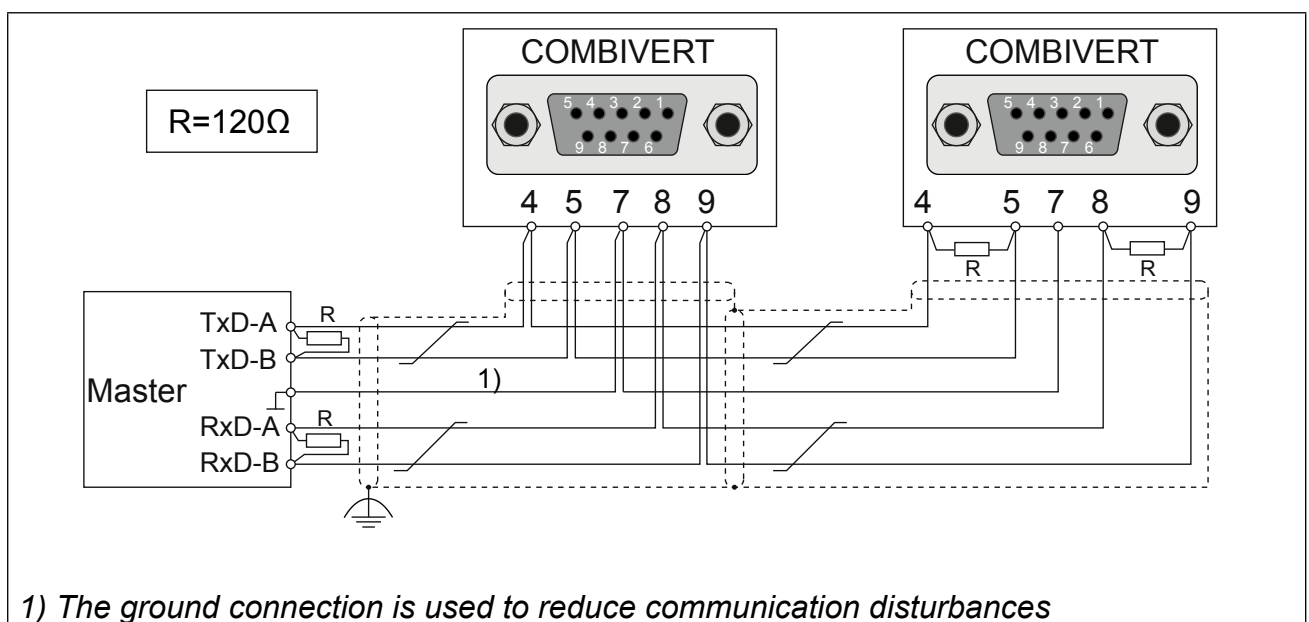 COMBIVERT
COMBIVERT
R=120Ω
5 4 3 2 1
9 8 7 6
5 4 3 2 1
9 8 7 6
4 5 7 8 9
4 5 7 8 9
R
R
Master
TxD-A
R
TxD-B
1)
RxD-A
R
RxD-B
1) The ground connection is used to reduce communication disturbances